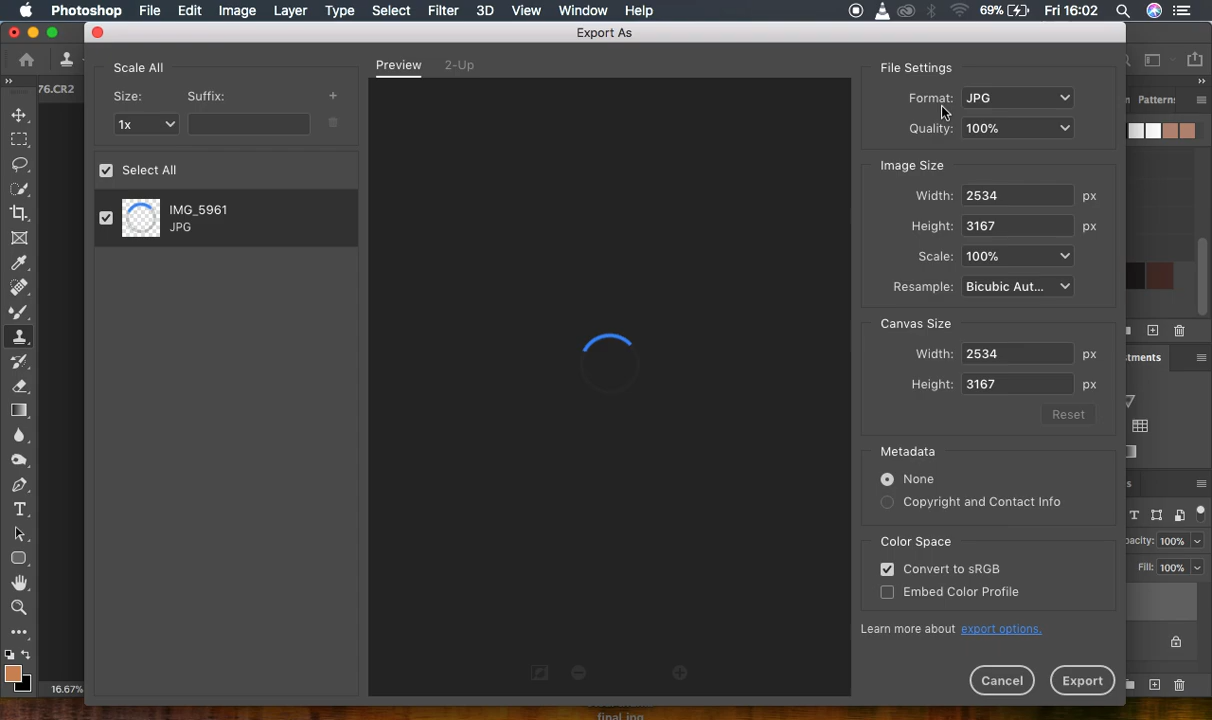 Photoshop File Edit Image Layer Type Select Filter 3D View Window Help 69% Fri 16:02
Export As
76.CR2
Scale All
Size: Suffix:
1x
Select All
IMG_5961
JPG
Preview 2-Up
File Settings
Format: JPG
Quality: 100%
Image Size
Width: 2534 px
Height: 3167 px
Scale: 100%
Resample: Bicubic Aut...
Canvas Size
Width: 2534 px
Height: 3167 px
Reset
Metadata
None
Copyright and Contact Info
Color Space
Convert to sRGB
Embed Color Profile
Learn more about export options.
Cancel Export
Patterns
100%
Fill: 100%
16.67%
final.jpg